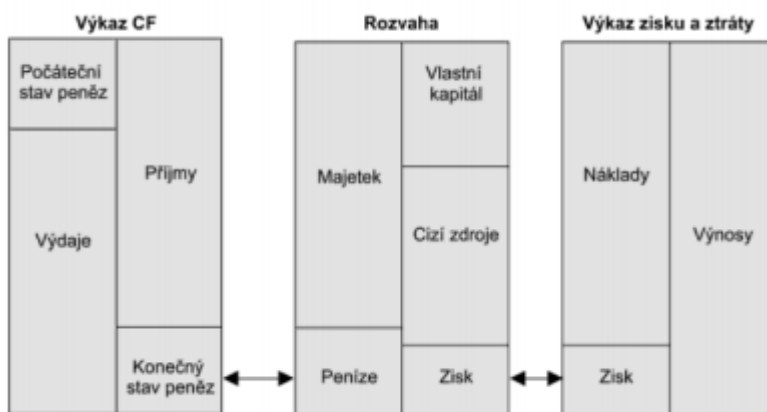 Výkaz CF
Rozvaha
Výkaz zisku a ztráty
Počáteční
stav peněz
Příjmy
Výdaje
Konečný
stav peněz
Majetek
Vlastní
kapitál
Cizí zdroje
Peníze
Zisk
Náklady
Výnosy
Zisk